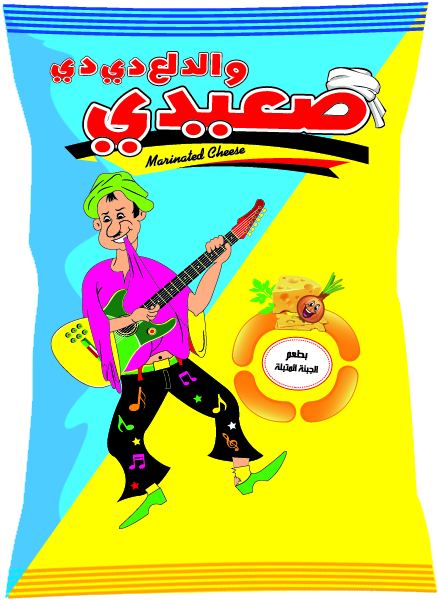 والدلع دي دي
صعيدي
Marinated Cheese
بطعم
الجبنة المتبلة